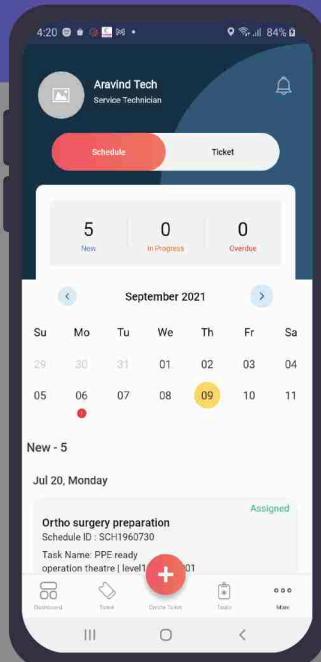 4:20
84%
Aravind Tech
Service Technician
Schedule Ticket
5 0 0
New In Progress Overdue
September 2021
Su Mo Tu We Th Fr Sa
29 30 31 01 02 03 04
05 06 07 08 09 10 11
New - 5
Jul 20, Monday
Assigned
Ortho surgery preparation
Schedule ID : SCH1960730
Task Name: PPE ready
operation theatre | level1 01
Dashboard Ticket Create Ticket Tasks More